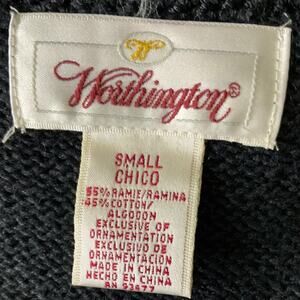 Worthington®
SMALL
CHICO
55% RAMIE/RAMINA
45% COTTON/
ALGODON
EXCLUSIVE OF
ORNAMENTATION
EXCLUSIVO DE
ORNAMENTACION
MADE IN CHINA
HECHO EN CHINA
RN 93677